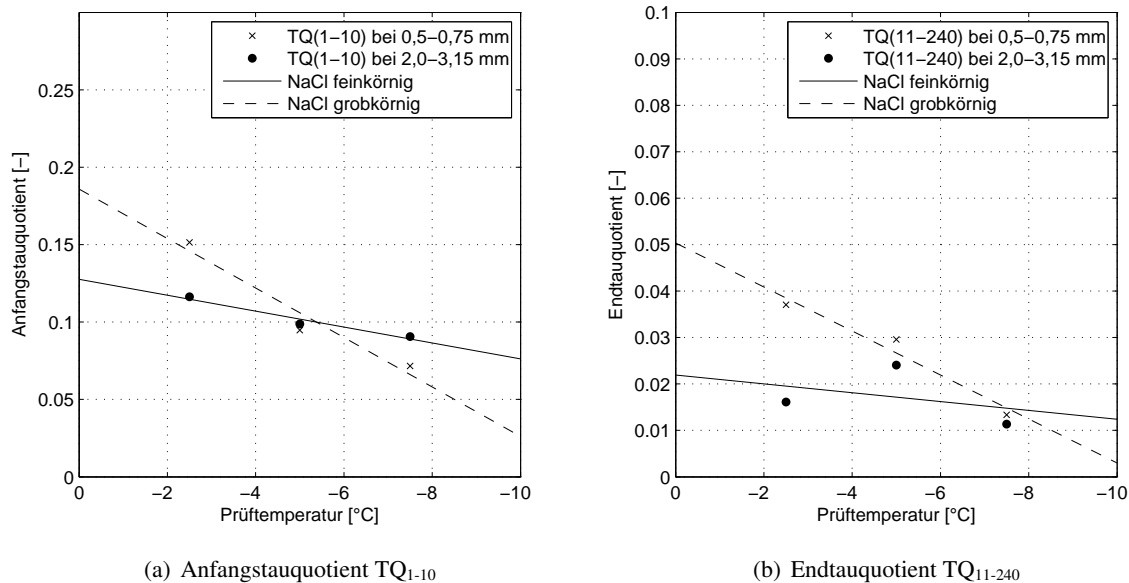 TQ(1−10) bei 0,5−0,75 mm
TQ(1−10) bei 2,0−3,15 mm
NaCl feinkörnig
NaCl grobkörnig
0.25
0.2
0.15
0.1
0.05
0
Anfangstauquotient [−]
0 −2 −4 −6 −8 −10
Prüftemperatur [°C]
(a) Anfangstauquotient TQ1-10
TQ(11−240) bei 0,5−0,75 mm
TQ(11−240) bei 2,0−3,15 mm
NaCl feinkörnig
NaCl grobkörnig
0.1
0.09
0.08
0.07
0.06
0.05
0.04
0.03
0.02
0.01
0
Endtauquotient [−]
0 −2 −4 −6 −8 −10
Prüftemperatur [°C]
(b) Endtauquotient TQ11-240